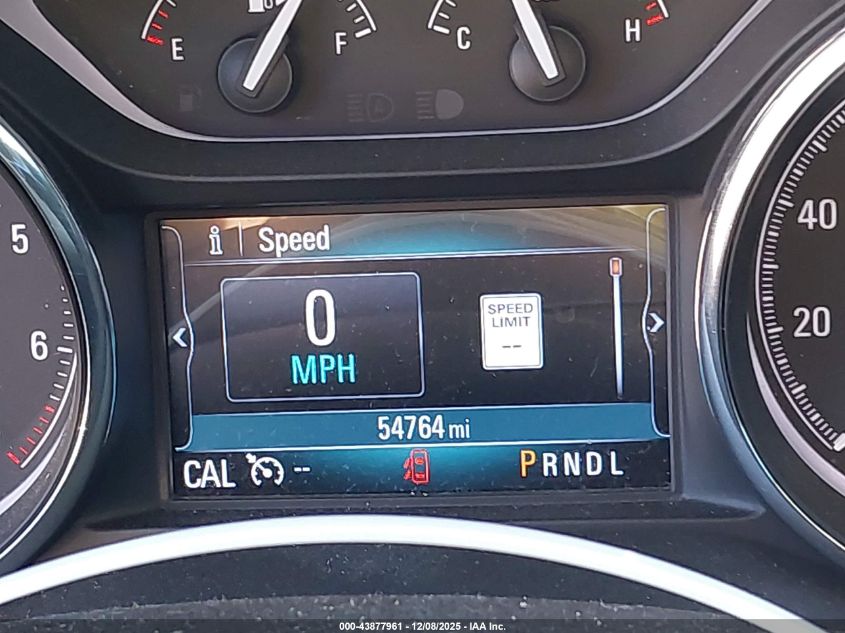 E F C H
5
6
40
20
i Speed
0
MPH
SPEED
LIMIT
--
54764 mi
CAL -- PRNDL
000-43877961 - 12/08/2025 - IAA Inc.